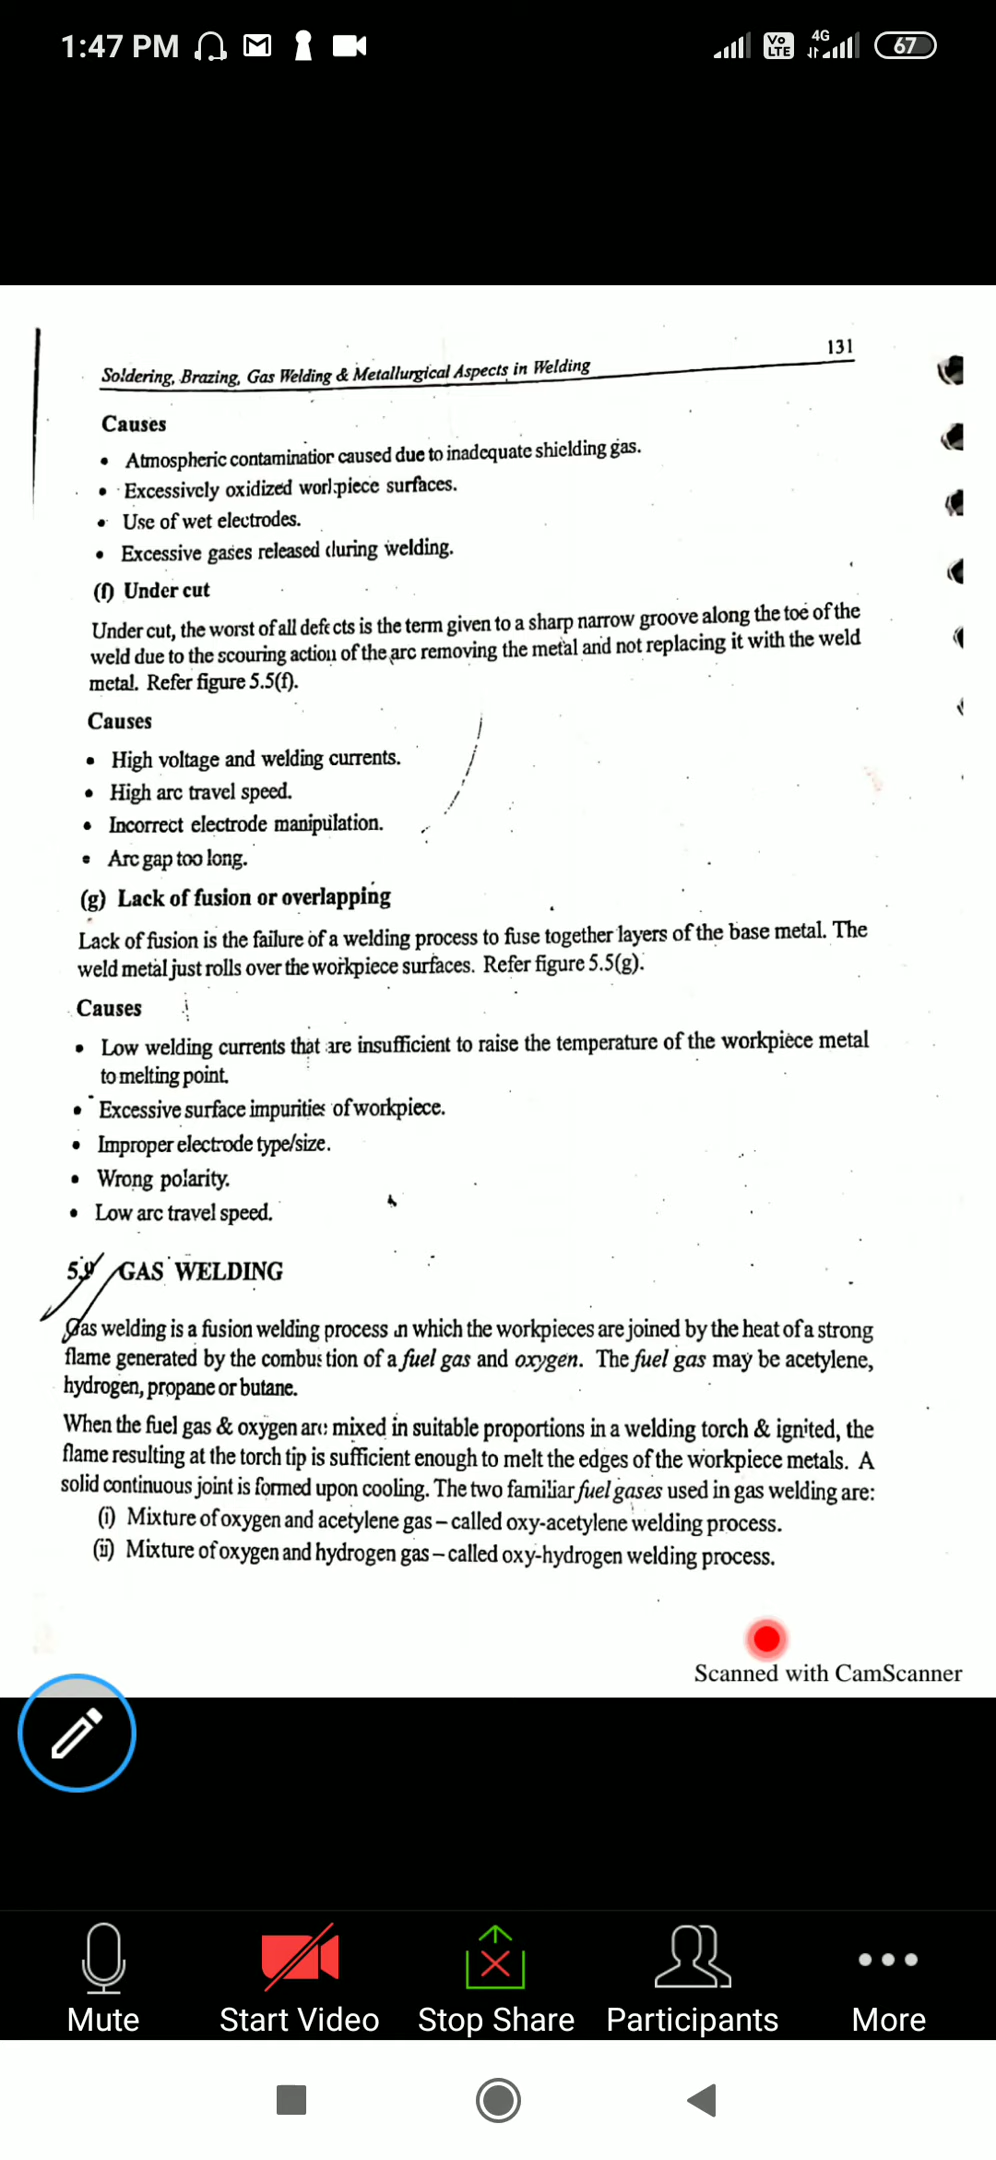 1:47 PM
Vo LTE
4G
67
131
Soldering, Brazing, Gas Welding & Metallurgical Aspects in Welding
Causes
• Atmospheric contamination caused due to inadequate shielding gas.
• Excessively oxidized workpiece surfaces.
• Use of wet electrodes.
• Excessive gases released during welding.
(f) Under cut
Under cut, the worst of all defects is the term given to a sharp narrow groove along the toe of the
weld due to the scouring action of the arc removing the metal and not replacing it with the weld
metal. Refer figure 5.5(f).
Causes
• High voltage and welding currents.
• High arc travel speed.
• Incorrect electrode manipulation.
• Arc gap too long.
(g) Lack of fusion or overlapping
Lack of fusion is the failure of a welding process to fuse together layers of the base metal. The
weld metal just rolls over the workpiece surfaces. Refer figure 5.5(g).
Causes
• Low welding currents that are insufficient to raise the temperature of the workpiece metal
to melting point.
• Excessive surface impurities of workpiece.
• Improper electrode type/size.
• Wrong polarity.
• Low arc travel speed.
5.9 GAS WELDING
Gas welding is a fusion welding process in which the workpieces are joined by the heat of a strong
flame generated by the combustion of a fuel gas and oxygen. The fuel gas may be acetylene,
hydrogen, propane or butane.
When the fuel gas & oxygen are mixed in suitable proportions in a welding torch & ignited, the
flame resulting at the torch tip is sufficient enough to melt the edges of the workpiece metals. A
solid continuous joint is formed upon cooling. The two familiar fuel gases used in gas welding are:
(i) Mixture of oxygen and acetylene gas – called oxy-acetylene welding process.
(ii) Mixture of oxygen and hydrogen gas – called oxy-hydrogen welding process.
Scanned with CamScanner
Mute
Start Video
Stop Share
Participants
More